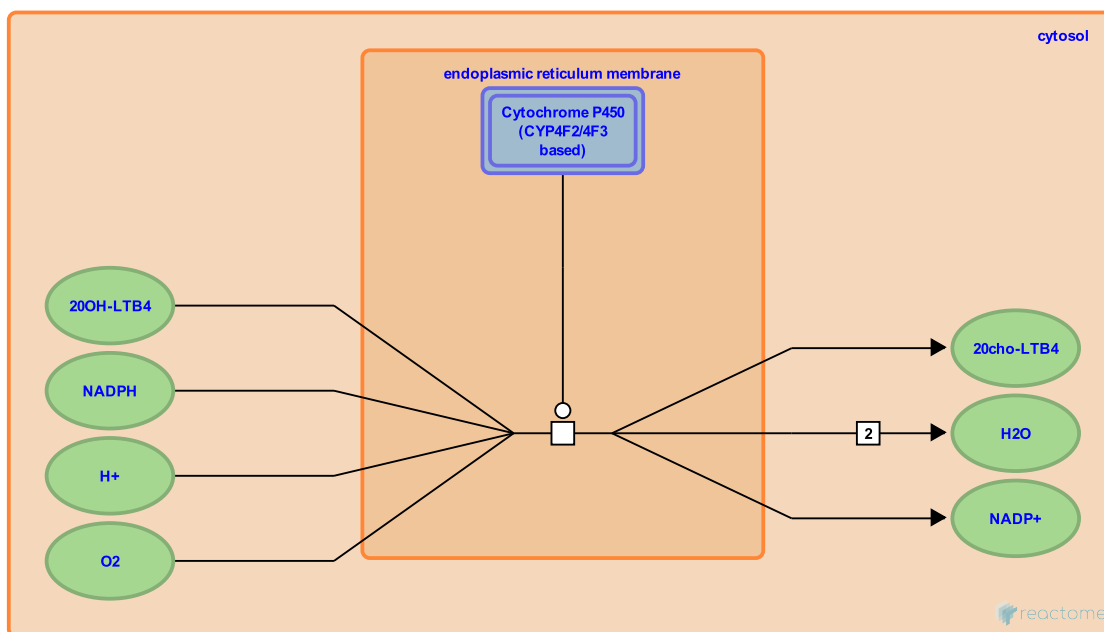 cytosol
endoplasmic reticulum membrane
Cytochrome P450
(CYP4F2/4F3
based)
20OH-LTB4
NADPH
H+
O2
20cho-LTB4
2
H2O
NADP+
reactome